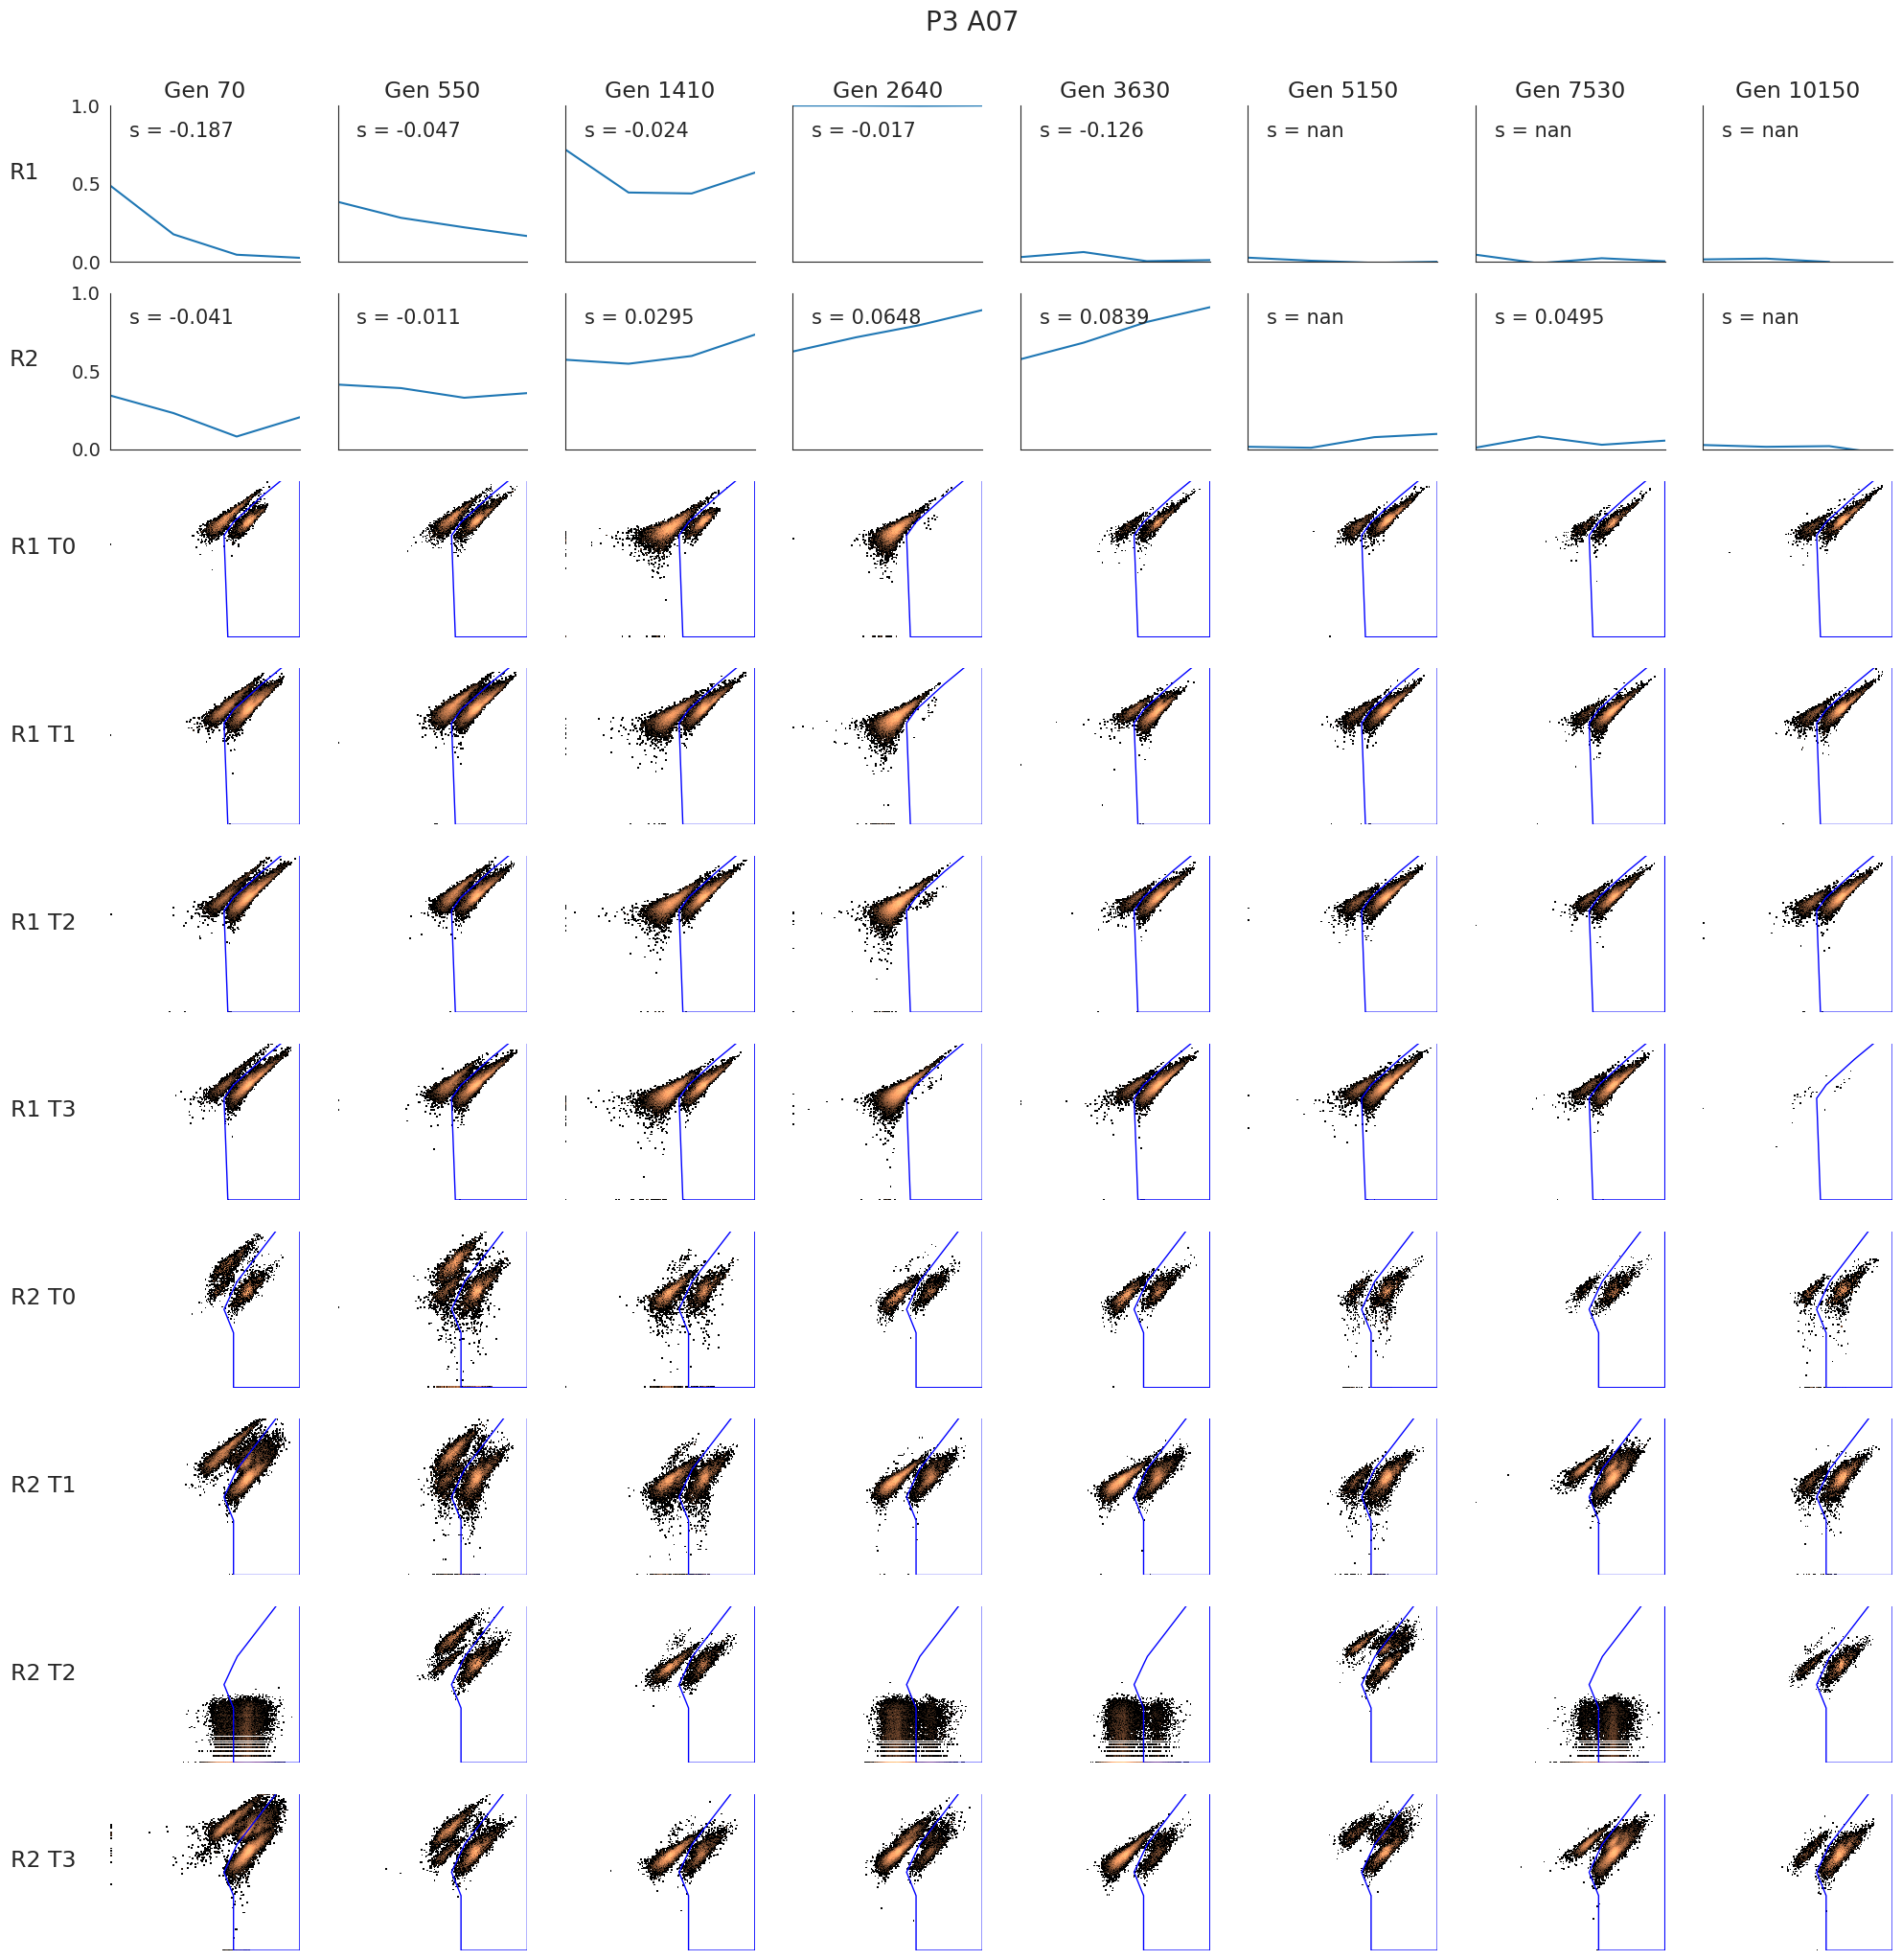 P3 A07
Gen 70 Gen 550 Gen 1410 Gen 2640 Gen 3630 Gen 5150 Gen 7530 Gen 10150
1.0
s = -0.187 s = -0.047 s = -0.024 s = -0.017 s = -0.126 s = nan s = nan s = nan
R1
0.5
0.0
1.0
s = -0.041 s = -0.011 s = 0.0295 s = 0.0648 s = 0.0839 s = nan s = 0.0495 s = nan
R2
0.5
0.0
R1 T0
R1 T1
R1 T2
R1 T3
R2 T0
R2 T1
R2 T2
R2 T3